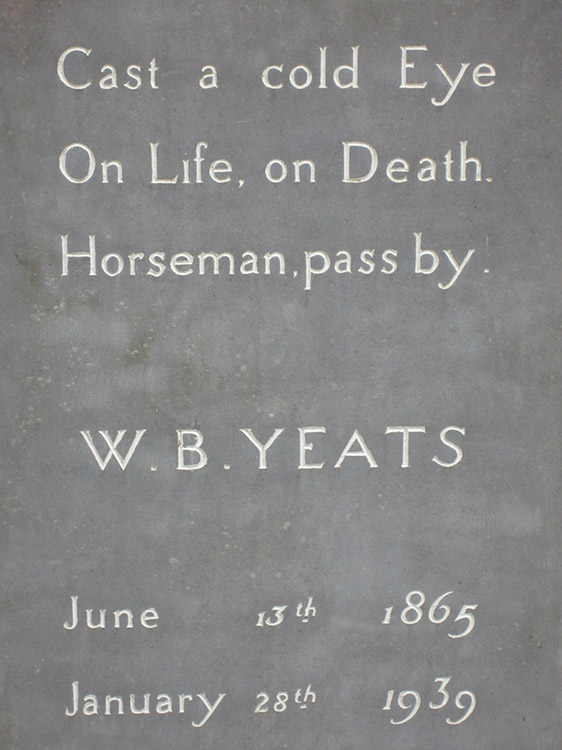 Cast a cold Eye
On Life, on Death.
Horseman, pass by.
W. B. YEATS
June 13th 1865
January 28th 1939